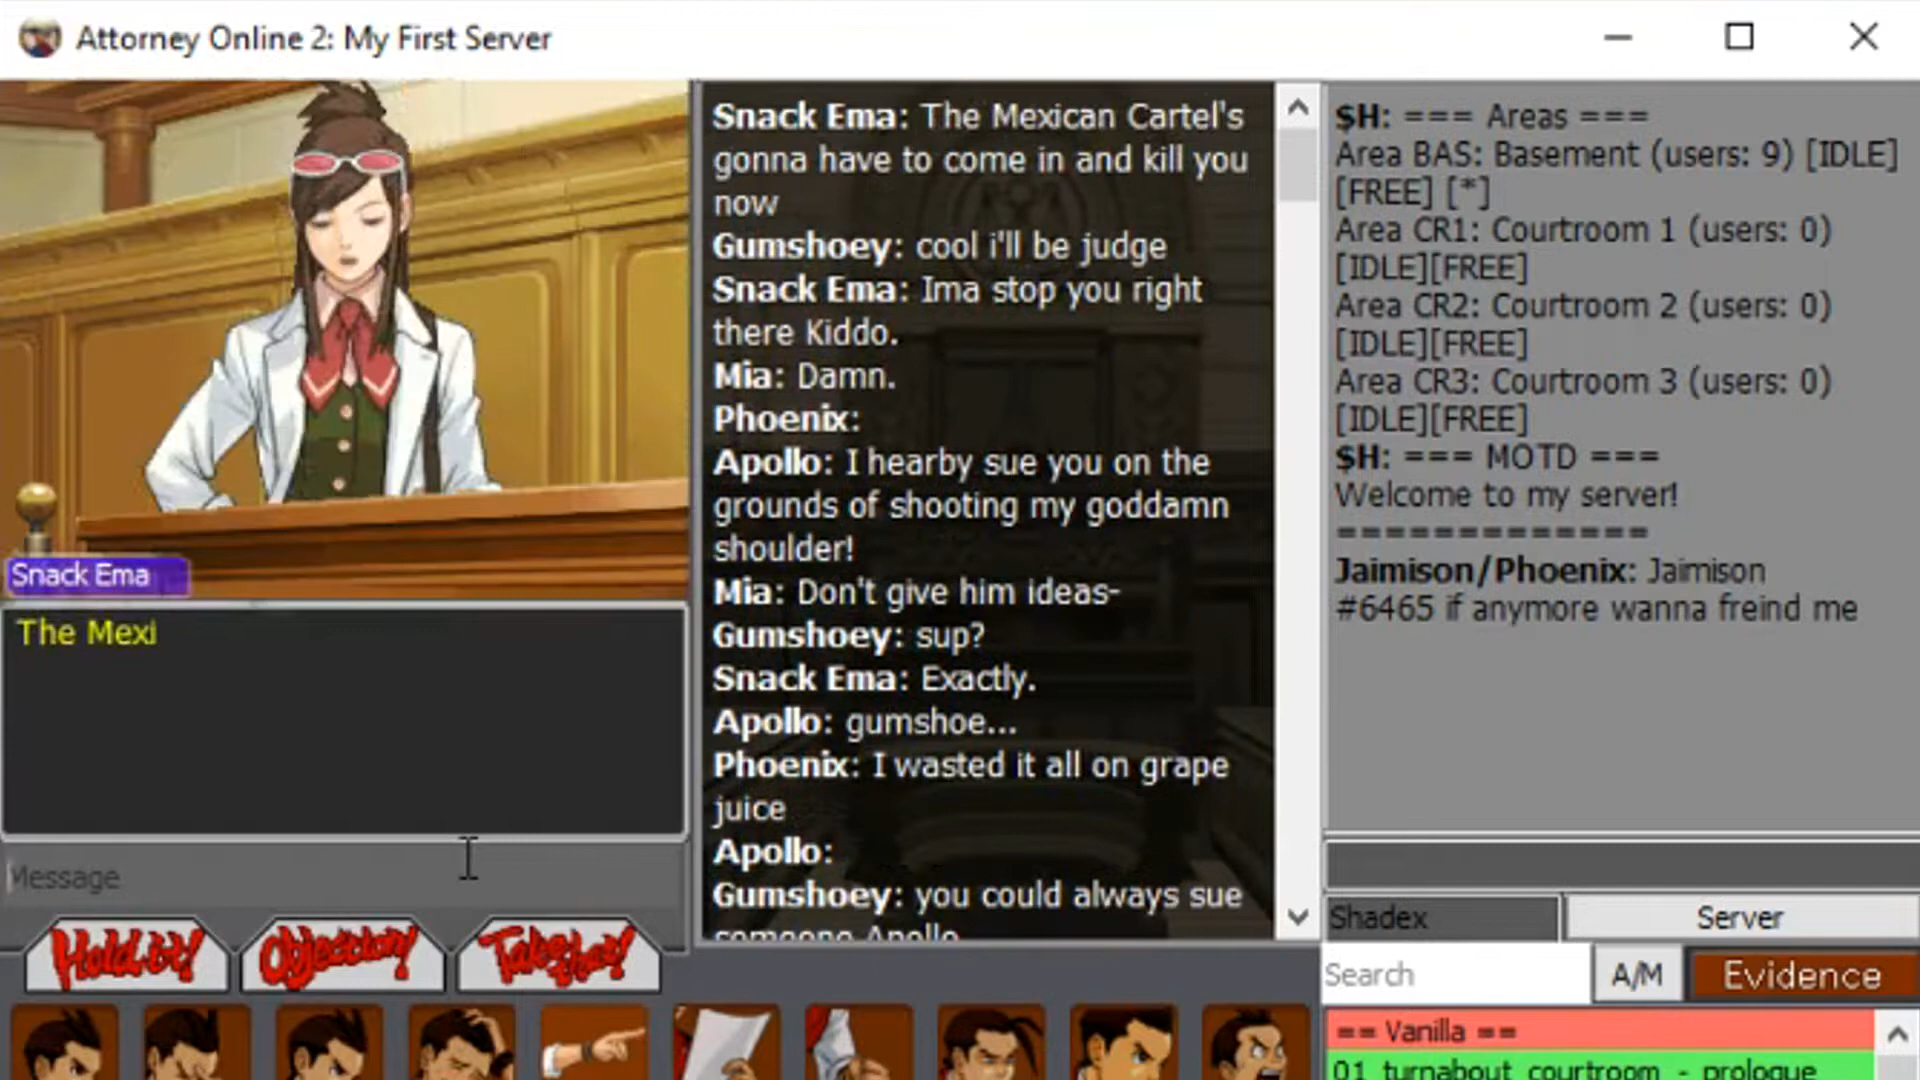 Attorney Online 2: My First Server
Snack Ema
The Mexi
Message
Hold it!
Objection!
Take that!
Snack Ema: The Mexican Cartel's
gonna have to come in and kill you
now
Gumshoey: cool i'll be judge
Snack Ema: Ima stop you right
there Kiddo.
Mia: Damn.
Phoenix:
Apollo: I hearby sue you on the
grounds of shooting my goddamn
shoulder!
Mia: Don't give him ideas-
Gumshoey: sup?
Snack Ema: Exactly.
Apollo: gumshoe...
Phoenix: I wasted it all on grape
juice
Apollo:
Gumshoey: you could always sue
someone Apollo
$H: === Areas ===
Area BAS: Basement (users: 9) [IDLE]
[FREE] [*]
Area CR1: Courtroom 1 (users: 0)
[IDLE][FREE]
Area CR2: Courtroom 2 (users: 0)
[IDLE][FREE]
Area CR3: Courtroom 3 (users: 0)
[IDLE][FREE]
$H: === MOTD ===
Welcome to my server!
=============
Jaimison/Phoenix: Jaimison
#6465 if anymore wanna freind me
Shadex
Server
Search
A/M
Evidence
== Vanilla ==
01 turnabout courtroom - prologue